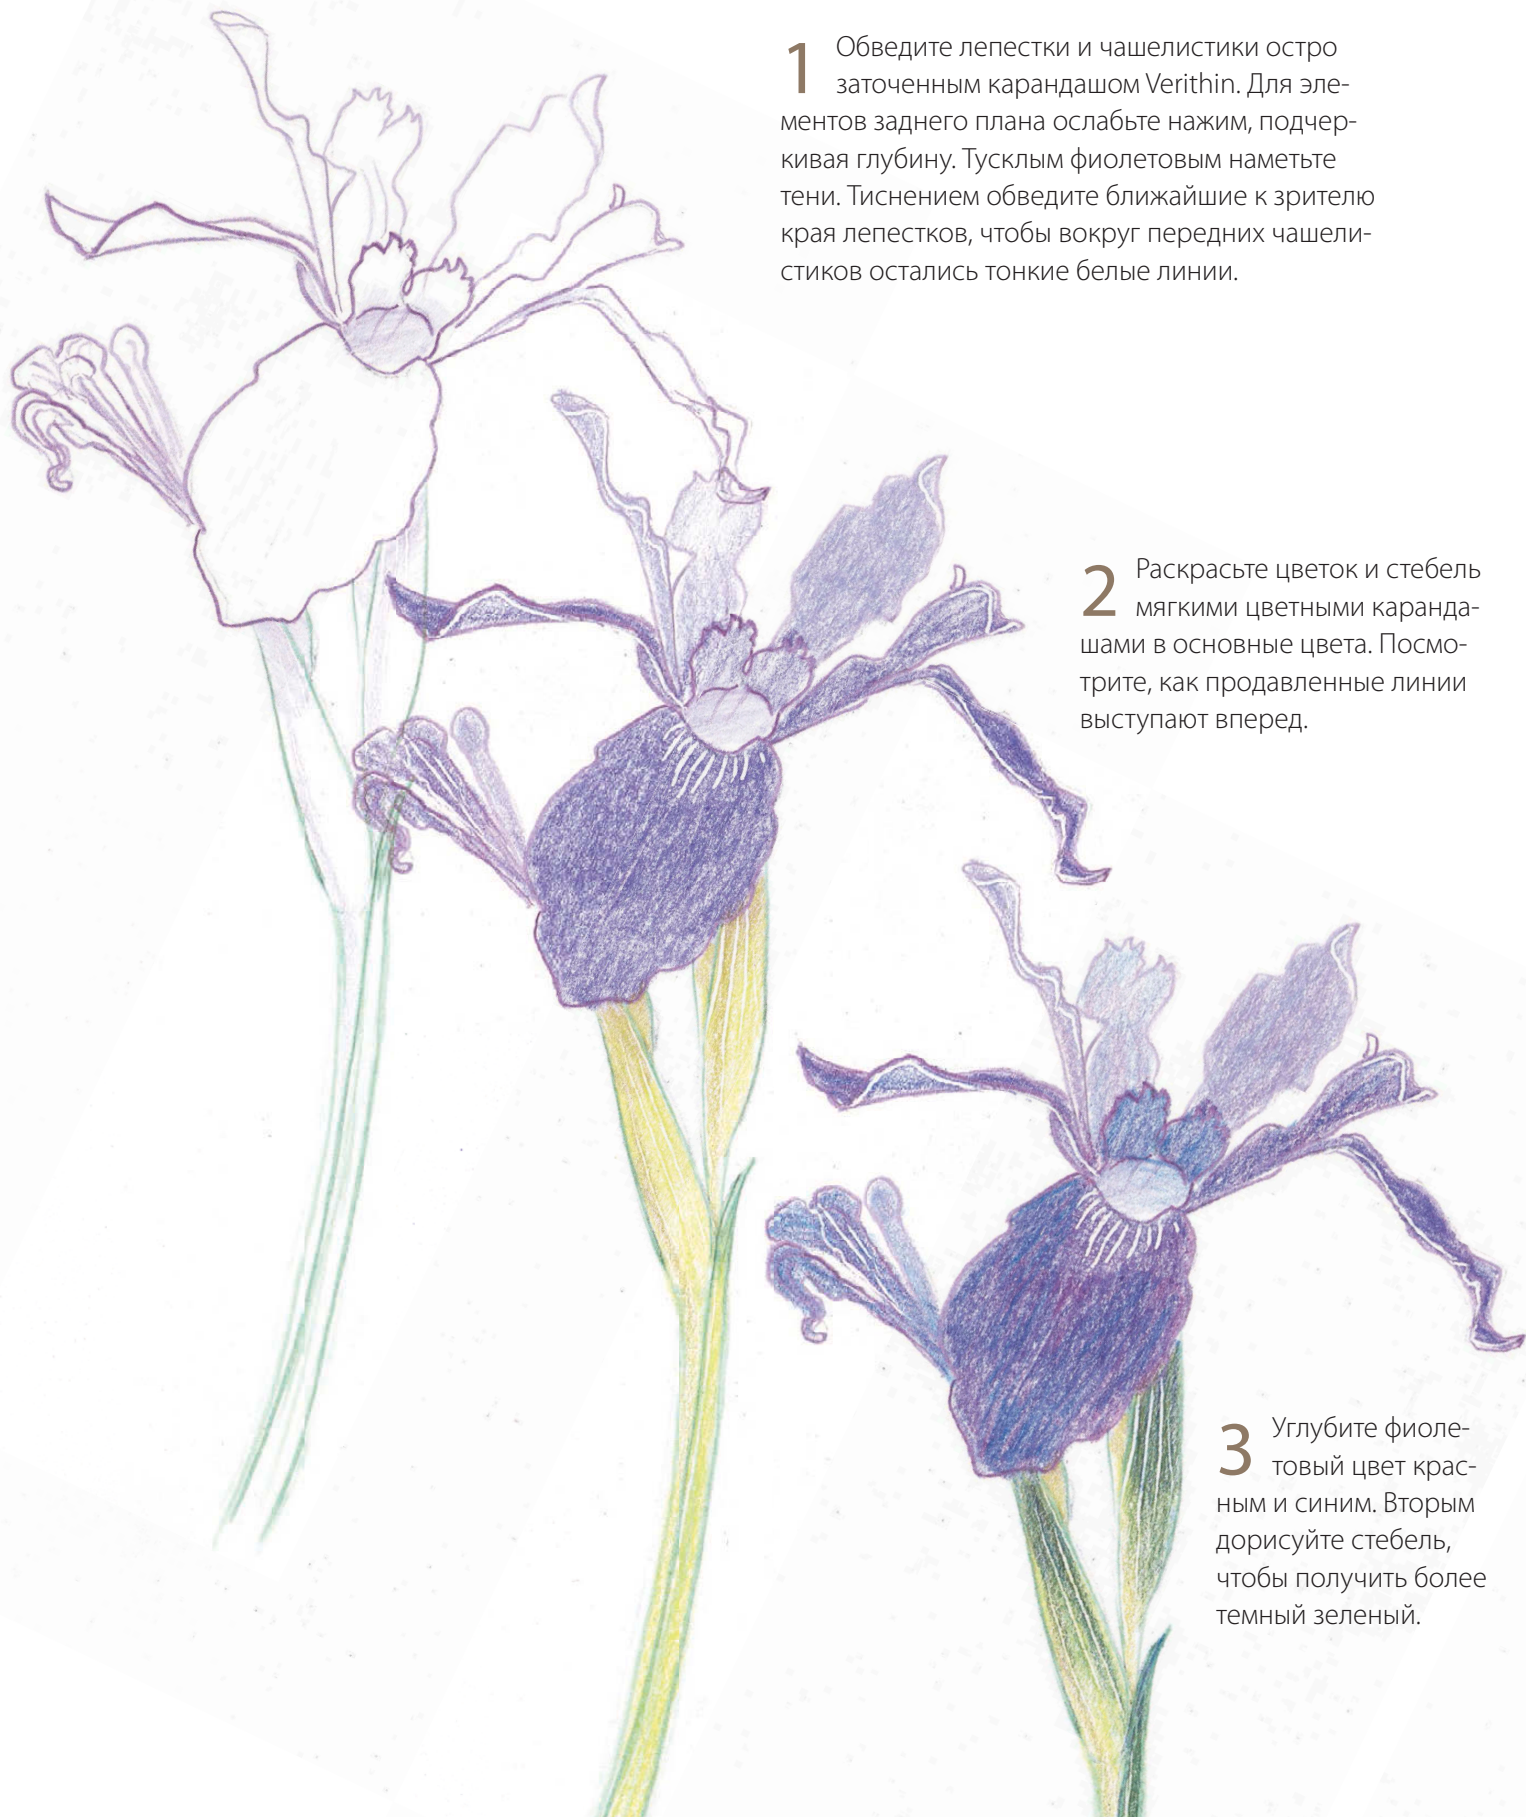 1 Обведите лепестки и чашелистики остро
заточенным карандашом Verithin. Для эле-
ментов заднего плана ослабьте нажим, подчер-
кивая глубину. Тусклым фиолетовым наметьте
тени. Тиснением обведите ближайшие к зрителю
края лепестков, чтобы вокруг передних чашели-
стиков остались тонкие белые линии.
2 Раскрасьте цветок и стебель
мягкими цветными каранда-
шами в основные цвета. Посмо-
трите, как продавленные линии
выступают вперед.
3 Углубите фиоле-
товый цвет крас-
ным и синим. Вторым
дорисуйте стебель,
чтобы получить более
темный зеленый.